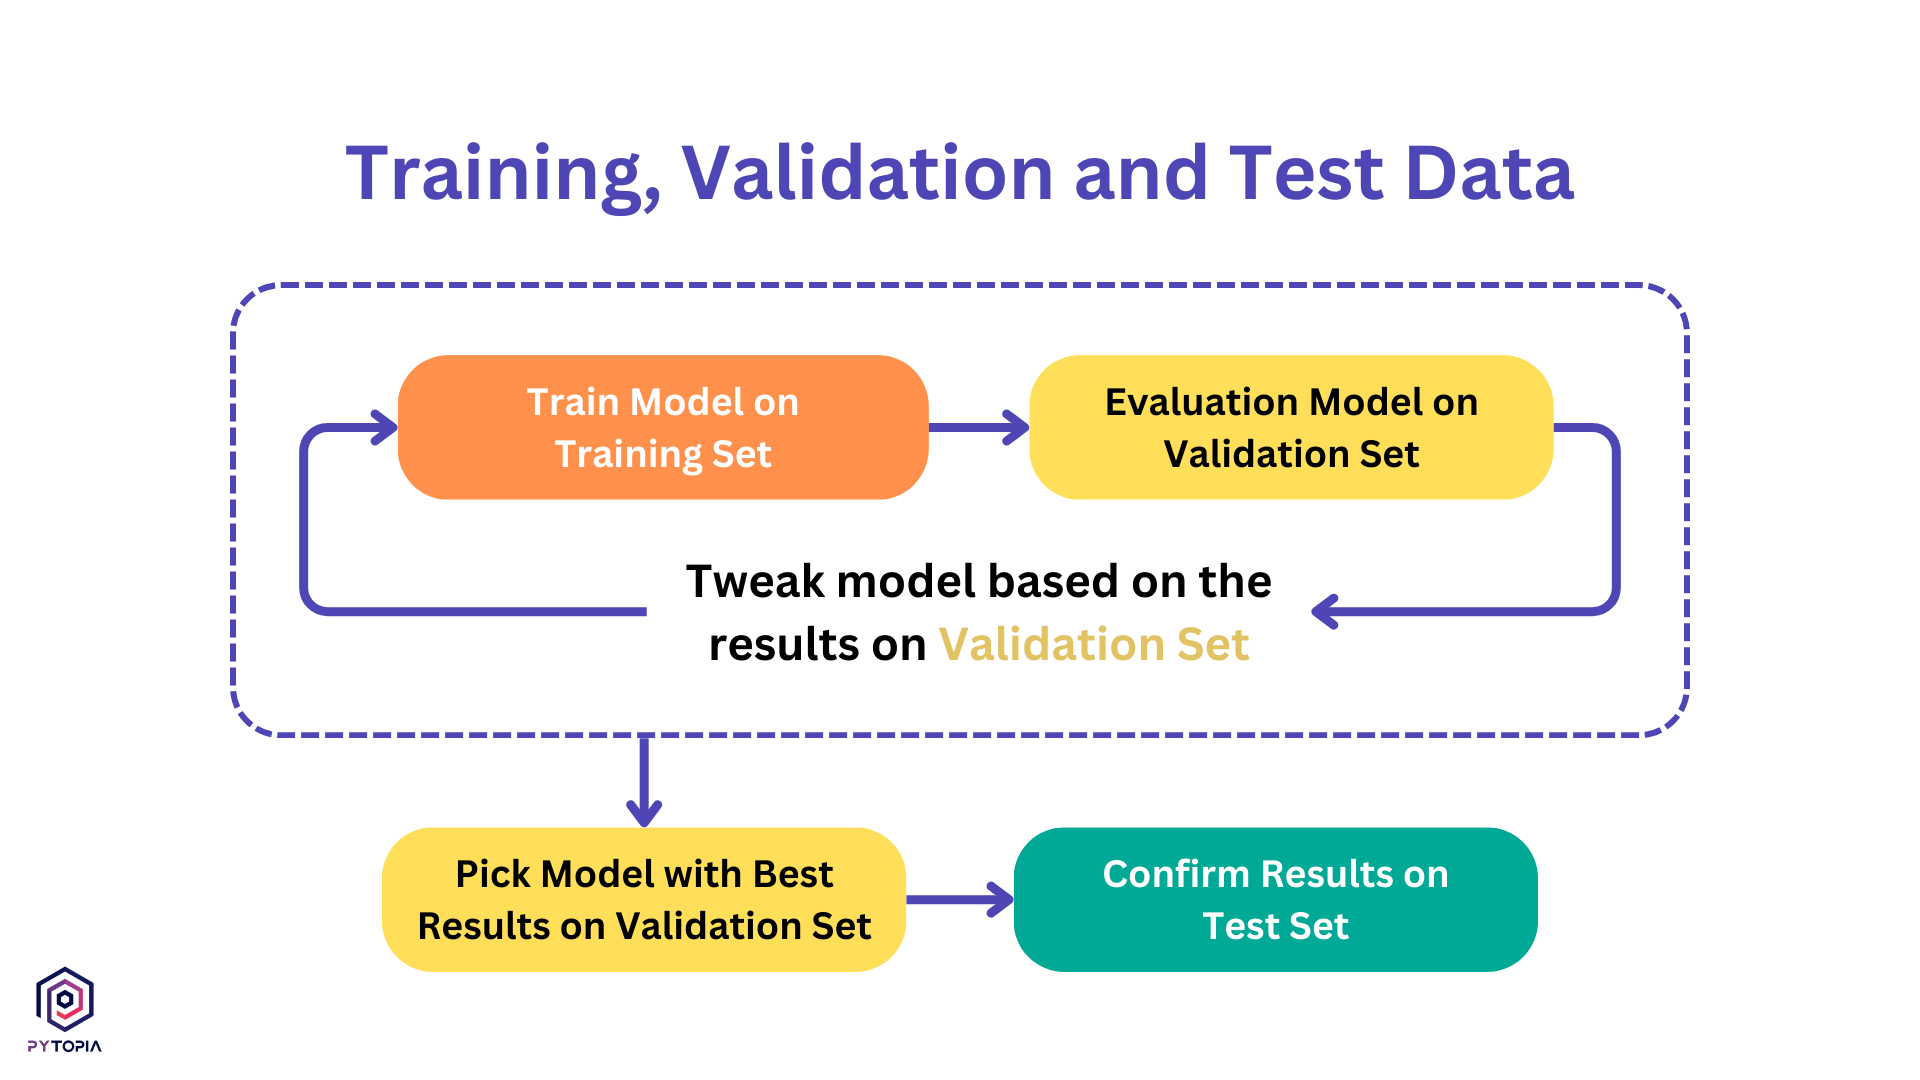 Training, Validation and Test Data
Train Model on
Training Set
Evaluation Model on
Validation Set
Tweak model based on the
results on Validation Set
Pick Model with Best
Results on Validation Set
Confirm Results on
Test Set
PYTOPIA